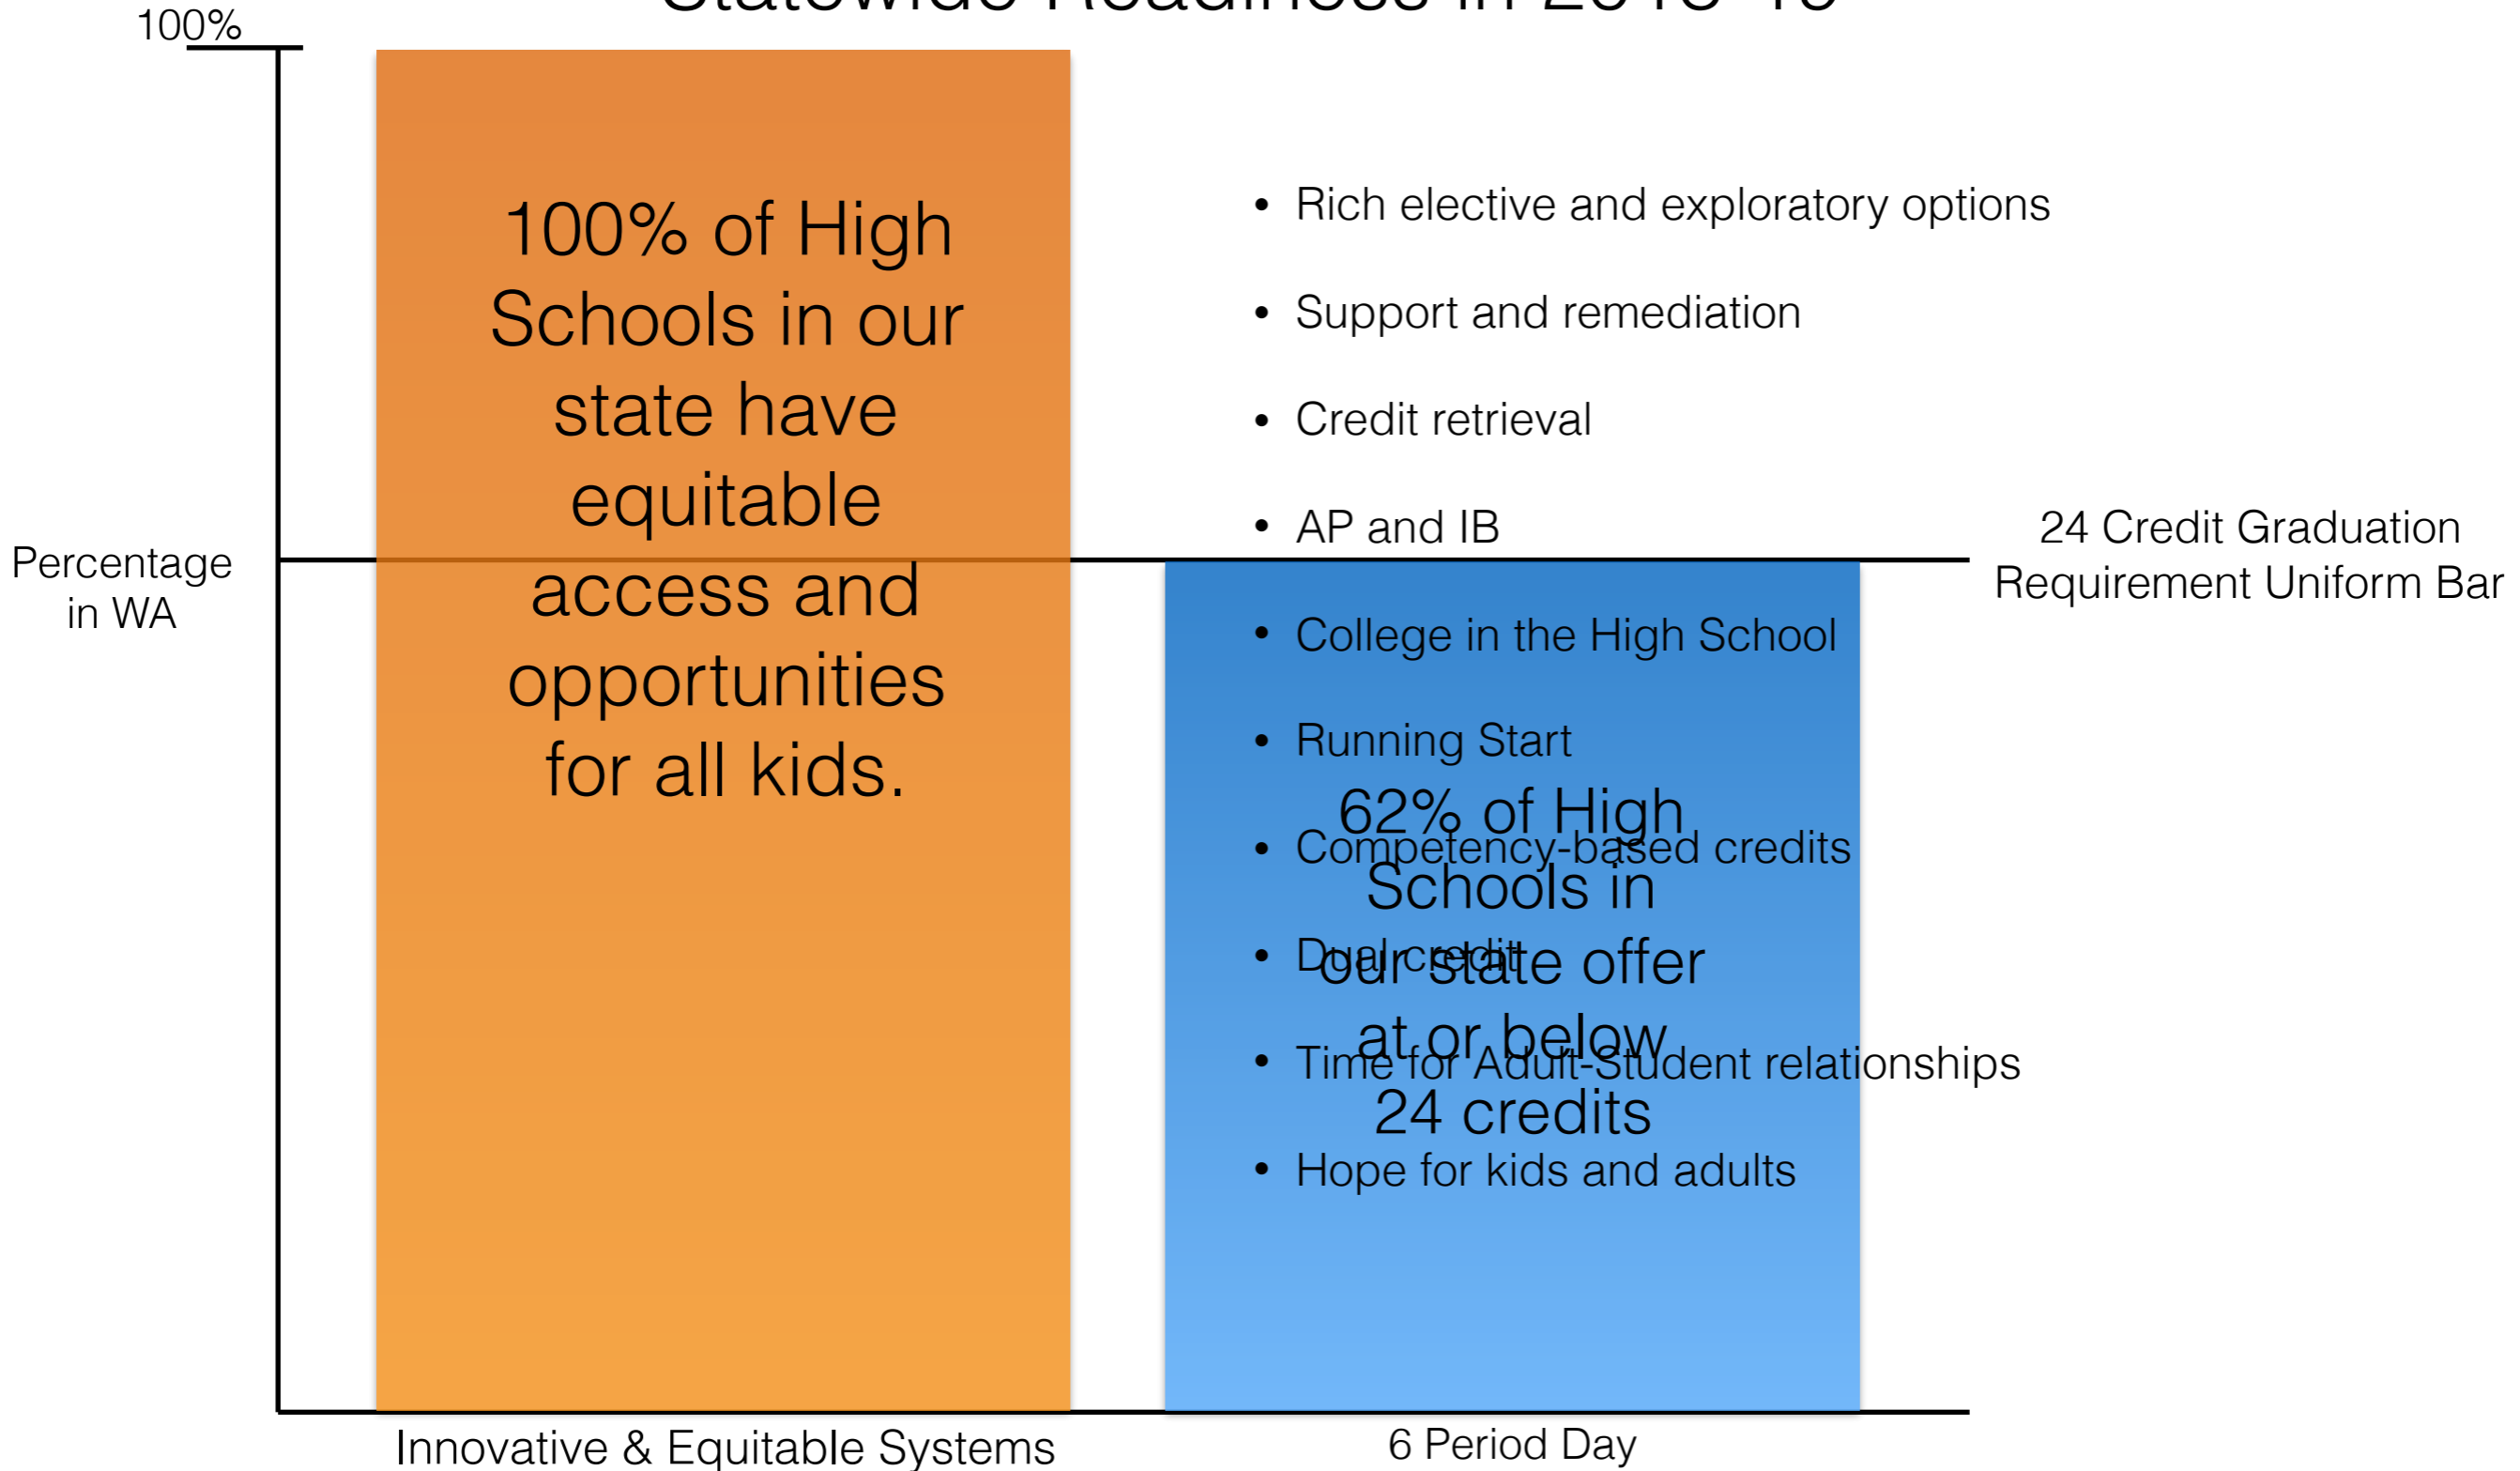 Statewide Readiness in
100%
100% of High
Schools in our
state have
equitable
access and
opportunities
for all kids.
• Rich elective and exploratory options
• Support and remediation
• Credit retrieval
• AP and IB
• College in the High School
• Running Start
• Competency-based credits
• Dual credit
• Time for Adult-Student relationships
• Hope for kids and adults
62% of High
Schools in
our state offer
at or below
24 credits
Percentage
in WA
24 Credit Graduation
Requirement Uniform Bar
Innovative & Equitable Systems
6 Period Day